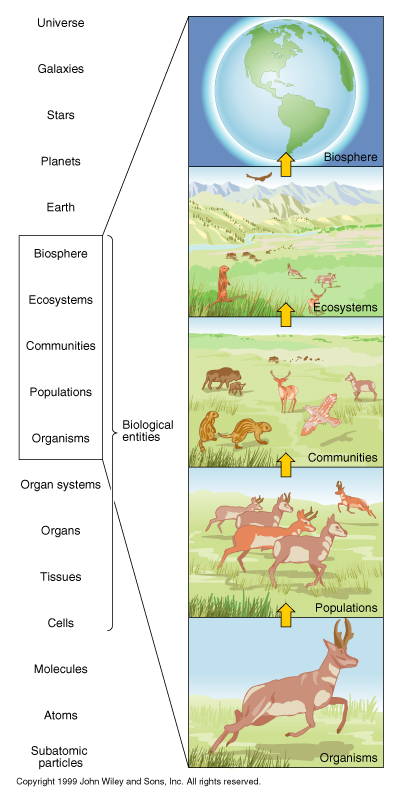 Universe
Galaxies
Stars
Planets
Earth
Biosphere
Ecosystems
Communities
Populations
Organisms
Organ systems
Organs
Tissues
Cells
Molecules
Atoms
Subatomic
particles
Biological
entities
Biosphere
Ecosystems
Communities
Populations
Organisms
Copyright 1999 John Wiley and Sons, Inc. All rights reserved.